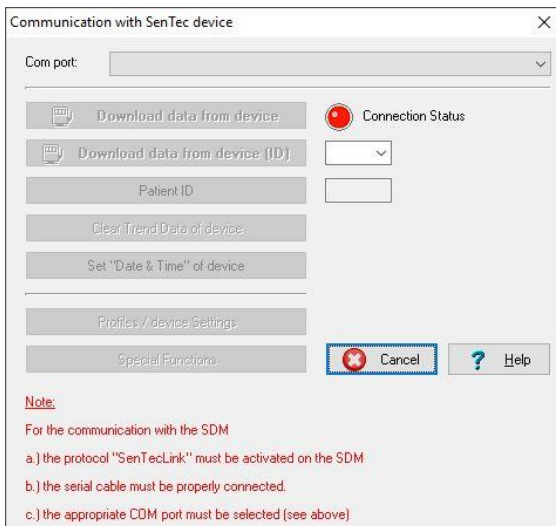 Communication with SenTec device
Com port:
Download data from device
Connection Status
Download data from device (ID)
Patient ID
Clear Trend Data of device
Set "Date & Time" of device
Profiles / device Settings
Special Functions
Cancel
? Help
Note:
For the communication with the SDM
a.) the protocol "SenTecLink" must be activated on the SDM
b.) the serial cable must be properly connected.
c.) the appropriate COM port must be selected (see above)